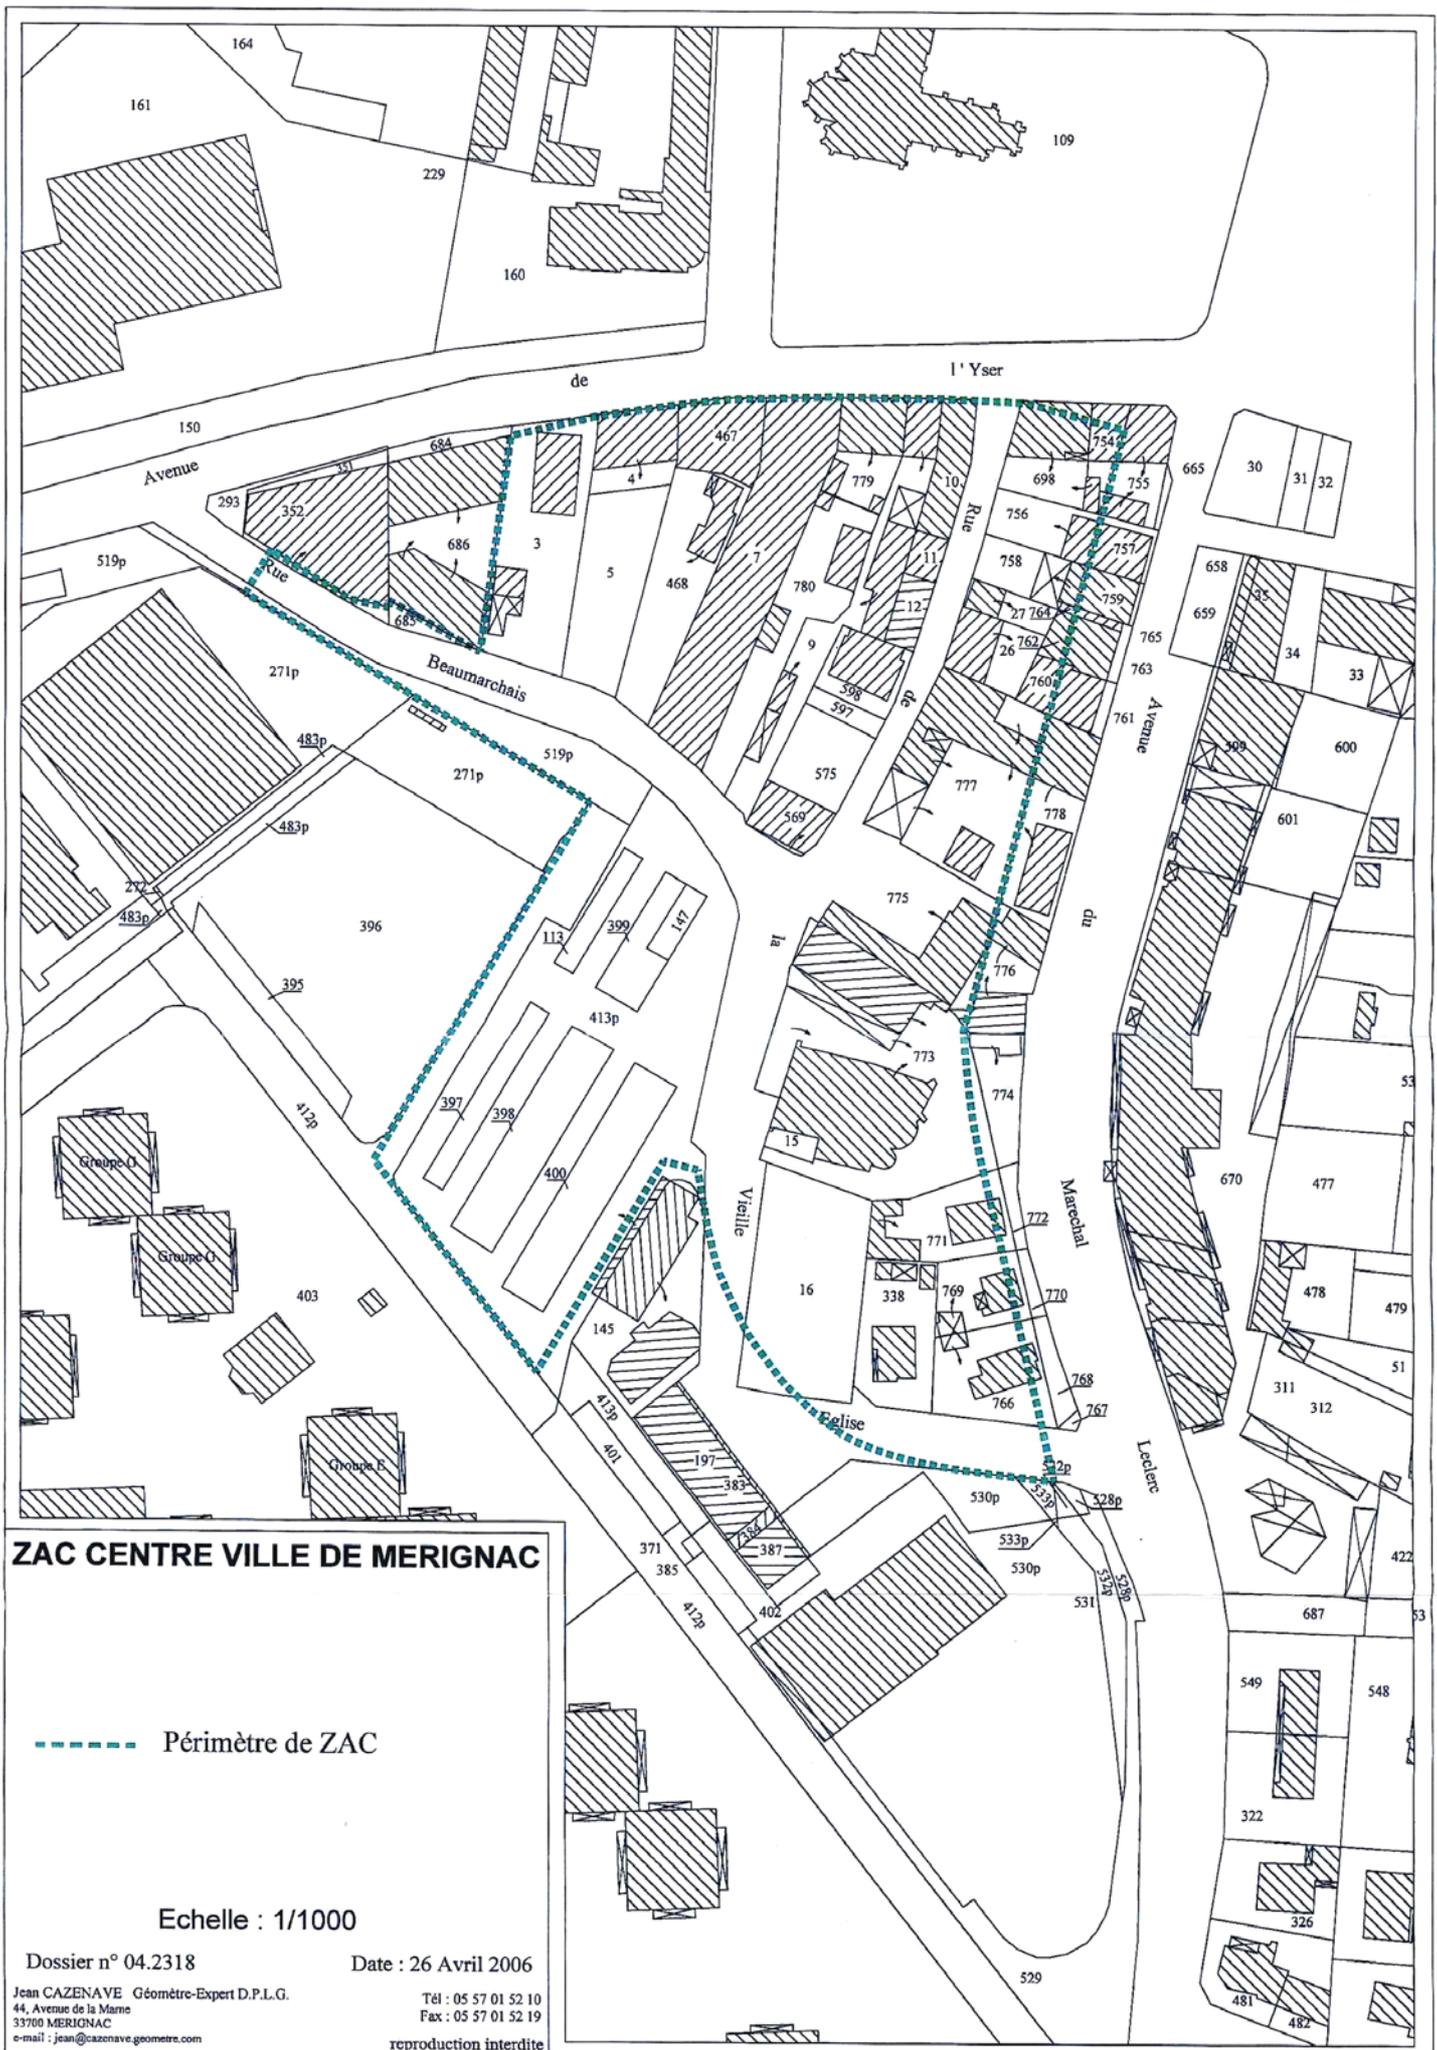 164
161
109
229
160
l'Yser
de
150
Avenue
684
351
293
352
686
3
4
467
5
468
7
779
780
10
11
12
9
598
597
575
569
Rue
de
698
754
755
756
757
758
759
27
764
762
26
760
665
765
763
761
30
31
32
658
659
35
34
33
599
600
601
519p
Rue
685
Beaumarchais
271p
519p
271p
483p
483p
272
483p
396
395
777
778
Avenue
du
775
776
113
399
147
413p
la
397
398
400
773
774
15
Vieille
16
771
772
769
770
338
766
768
767
Eglise
Marechal
Leclerc
670
477
53
478
479
51
311
312
422
687
53
412p
Groupe G
Groupe G
403
Groupe E
145
413p
401
197
383
384
387
371
385
402
412p
530p
533p
532p
528p
533p
530p
531
532p
528p
549
548
322
326
481
482
529
ZAC CENTRE VILLE DE MERIGNAC
Périmètre de ZAC
Echelle : 1/1000
Dossier n° 04.2318
Date : 26 Avril 2006
Jean CAZENAVE Géomètre-Expert D.P.L.G.
44, Avenue de la Marne
33700 MERIGNAC
e-mail : jean@cazenave.geometre.com
Tél : 05 57 01 52 10
Fax : 05 57 01 52 19
reproduction interdite